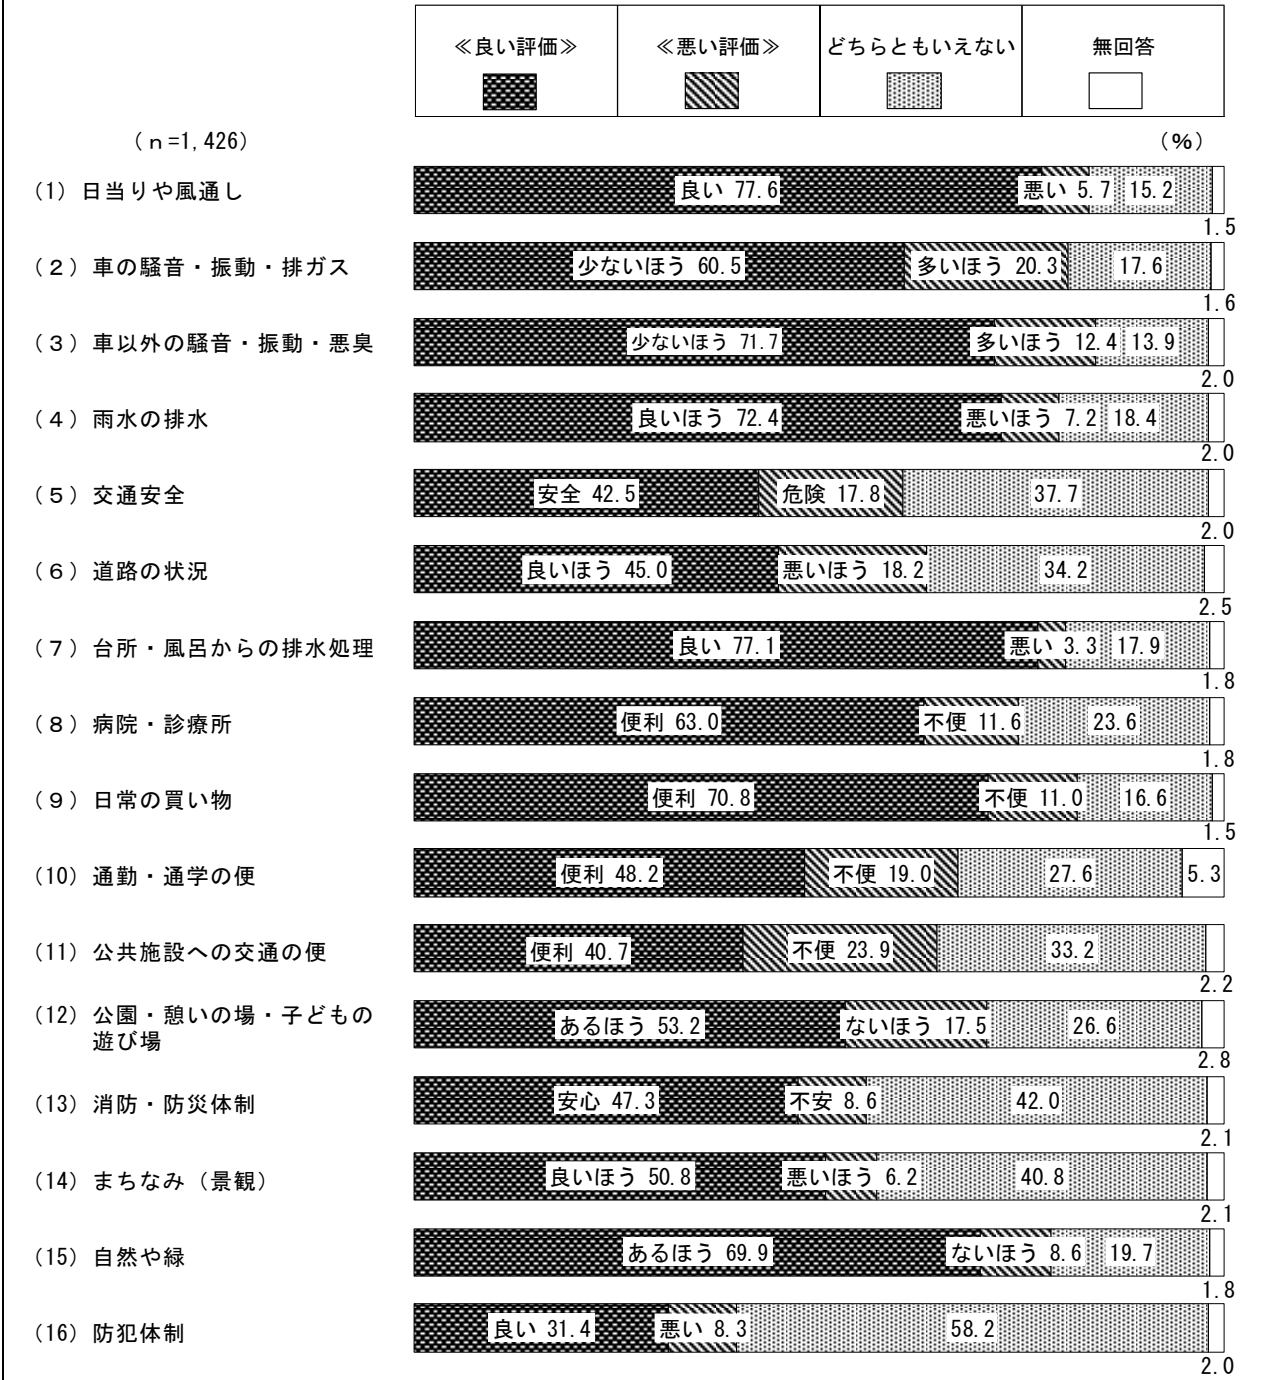 ≪良い評価≫ ≪悪い評価≫ どちらともいえない 無回答
(n=1,426) (%)
(1) 日当りや風通し 良い 77.6 悪い 5.7 15.2
1.5
(2) 車の騒音・振動・排ガス 少ないほう 60.5 多いほう 20.3 17.6
1.6
(3) 車以外の騒音・振動・悪臭 少ないほう 71.7 多いほう 12.4 13.9
2.0
(4) 雨水の排水 良いほう 72.4 悪いほう 7.2 18.4
2.0
(5) 交通安全 安全 42.5 危険 17.8 37.7
2.0
(6) 道路の状況 良いほう 45.0 悪いほう 18.2 34.2
2.5
(7) 台所・風呂からの排水処理 良い 77.1 悪い 3.3 17.9
1.8
(8) 病院・診療所 便利 63.0 不便 11.6 23.6
1.8
(9) 日常の買い物 便利 70.8 不便 11.0 16.6
1.5
(10) 通勤・通学の便 便利 48.2 不便 19.0 27.6 5.3
(11) 公共施設への交通の便 便利 40.7 不便 23.9 33.2
2.2
(12) 公園・憩いの場・子どもの
遊び場 あるほう 53.2 ないほう 17.5 26.6
2.8
(13) 消防・防災体制 安心 47.3 不安 8.6 42.0
2.1
(14) まちなみ（景観） 良いほう 50.8 悪いほう 6.2 40.8
2.1
(15) 自然や緑 あるほう 69.9 ないほう 8.6 19.7
1.8
(16) 防犯体制 良い 31.4 悪い 8.3 58.2
2.0